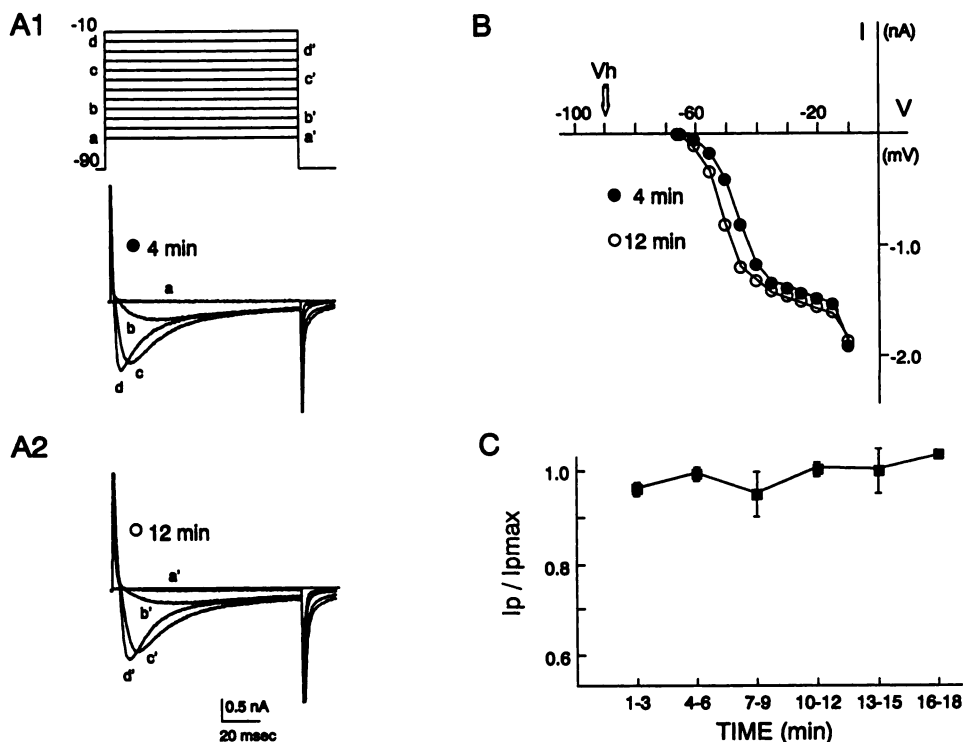 A1
-10
d
c
b
a
-90
d'
c'
b'
a'
4 min
a
b
c
d
A2
12 min
a'
b'
c'
d'
0.5 nA
20 msec
B
I (nA)
Vh
-100 -60 -20 V
(mV)
4 min
12 min
-1.0
-2.0
C
1.0
0.8
0.6
Ip / Ipmax
1-3 4-6 7-9 10-12 13-15 16-18
TIME (min)